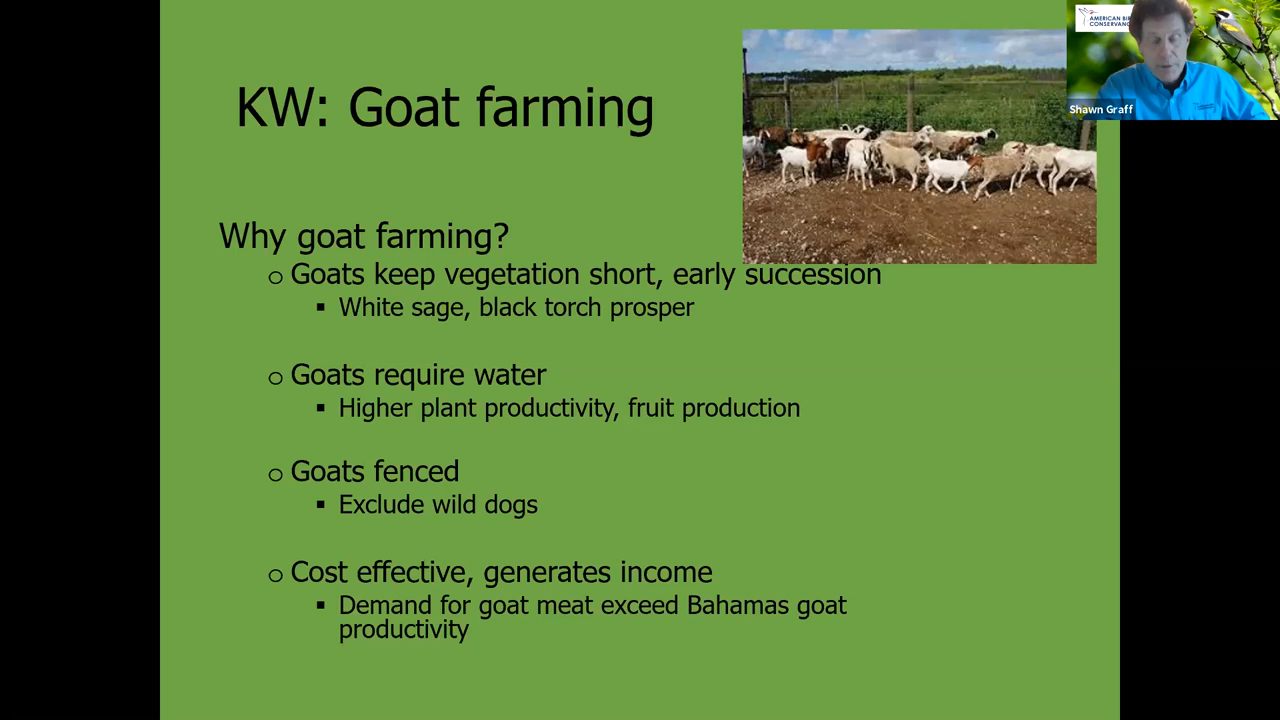 KW: Goat farming
AMERICAN BI
CONSERVANC
Shawn Graff
Why goat farming?
o Goats keep vegetation short, early succession
▪ White sage, black torch prosper
o Goats require water
▪ Higher plant productivity, fruit production
o Goats fenced
▪ Exclude wild dogs
o Cost effective, generates income
▪ Demand for goat meat exceed Bahamas goat
productivity